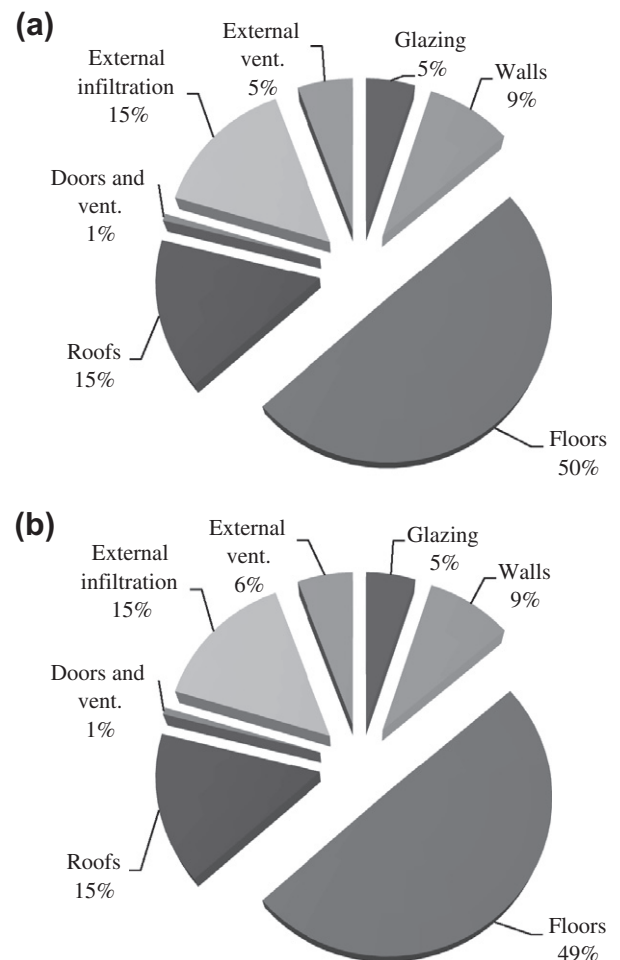 (a)
External
infiltration
15%
External
vent.
5%
Glazing
5%
Walls
9%
Doors and
vent.
1%
Roofs
15%
Floors
50%
(b)
External
infiltration
15%
External
vent.
6%
Glazing
5%
Walls
9%
Doors and
vent.
1%
Roofs
15%
Floors
49%